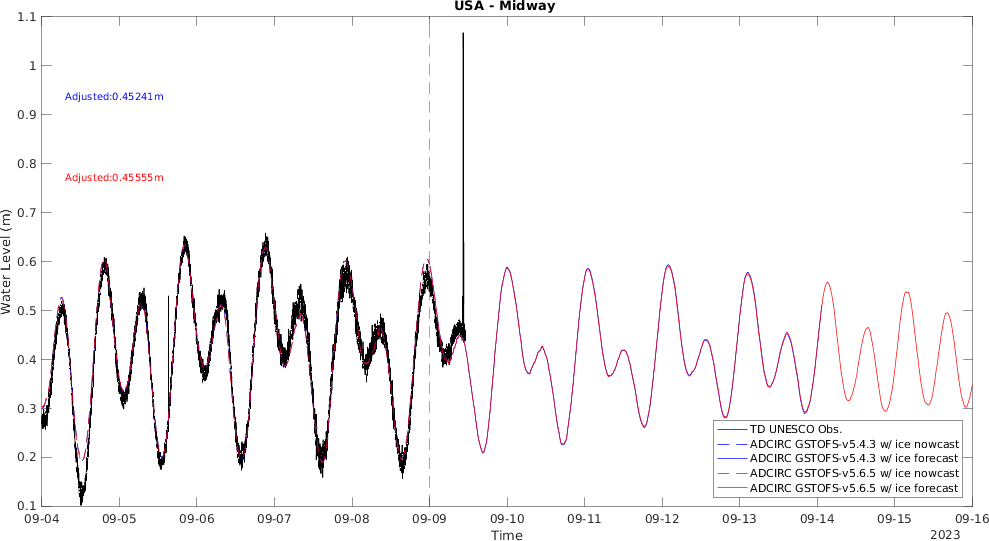 USA - Midway
Adjusted:0.45241m
Adjusted:0.45555m
Water Level (m)
1.1
1
0.9
0.8
0.7
0.6
0.5
0.4
0.3
0.2
0.1
TD UNESCO Obs.
ADCIRC GSTOFS-v5.4.3 w/ ice nowcast
ADCIRC GSTOFS-v5.4.3 w/ ice forecast
ADCIRC GSTOFS-v5.6.5 w/ ice nowcast
ADCIRC GSTOFS-v5.6.5 w/ ice forecast
09-04 09-05 09-06 09-07 09-08 09-09 09-10 09-11 09-12 09-13 09-14 09-15 09-16
Time
2023